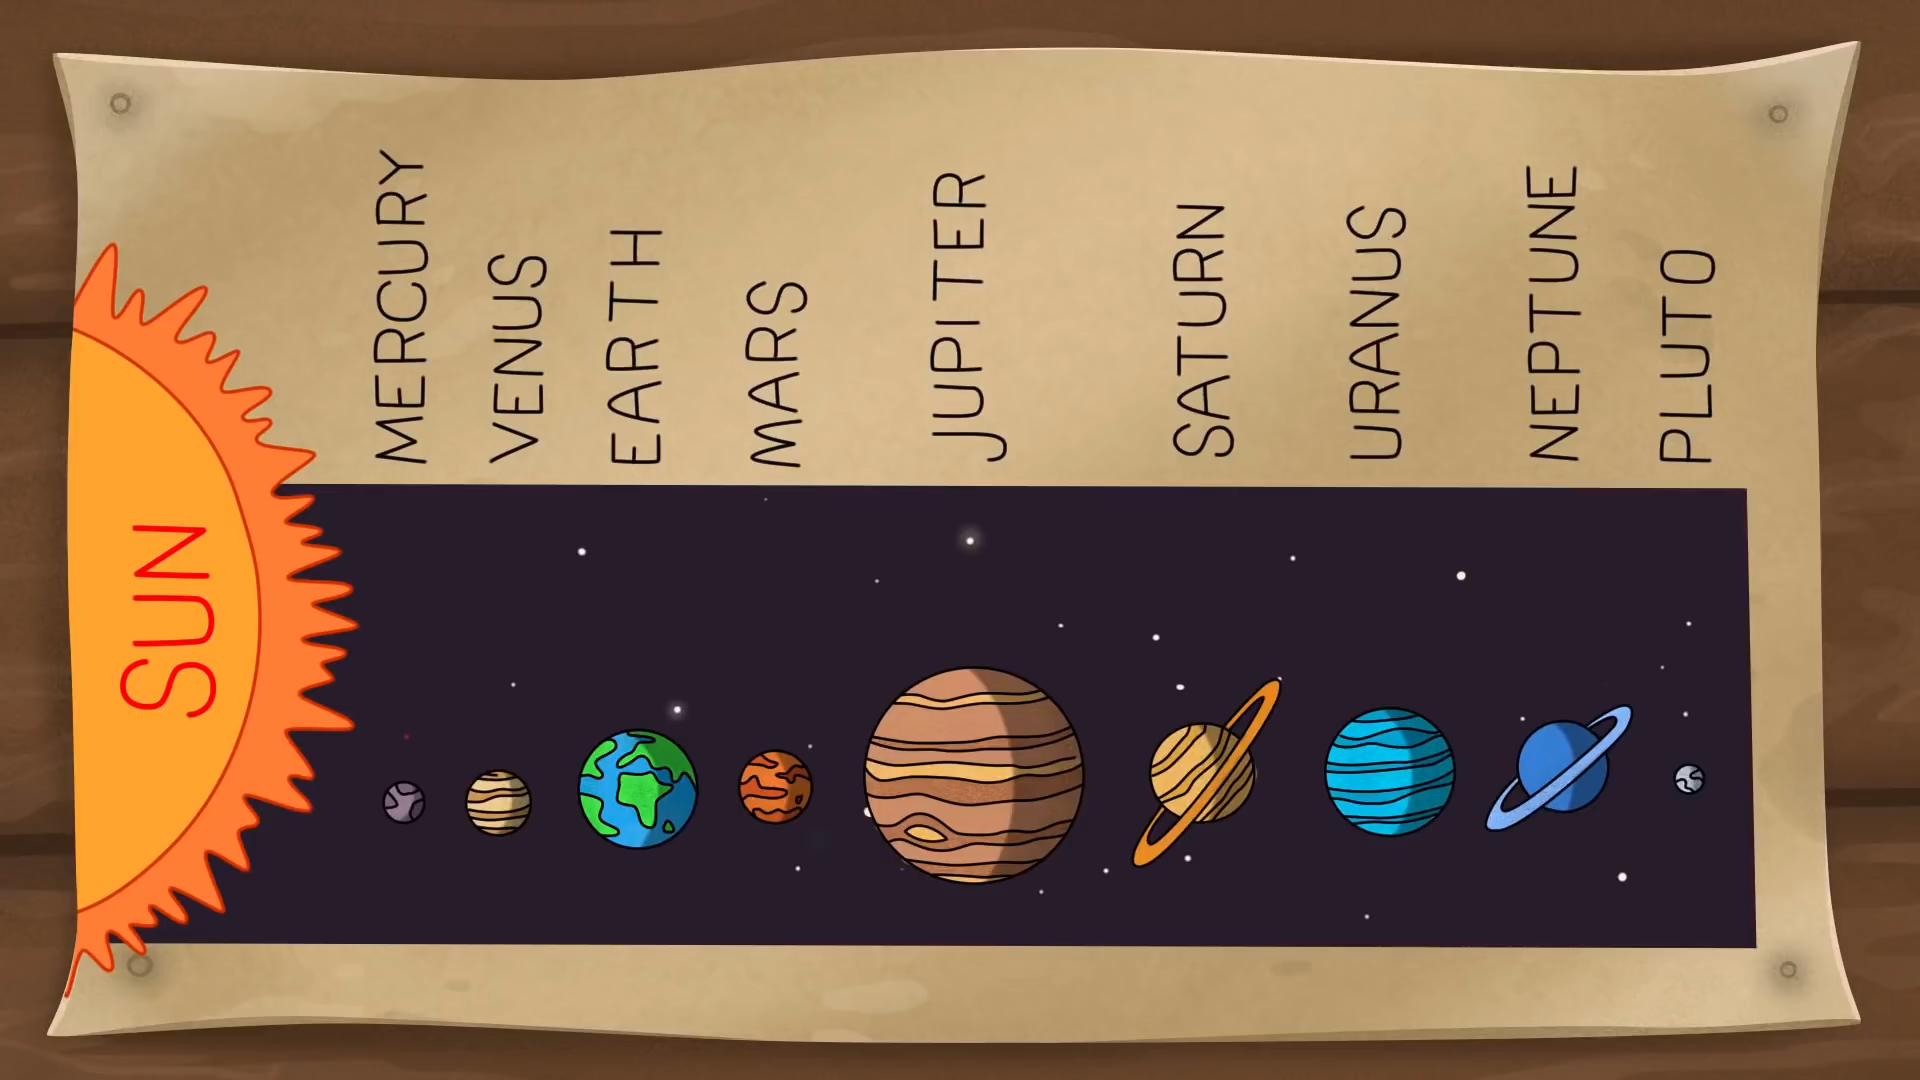 SUN
MERCURY
VENUS
EARTH
MARS
JUPITER
SATURN
URANUS
NEPTUNE
PLUTO